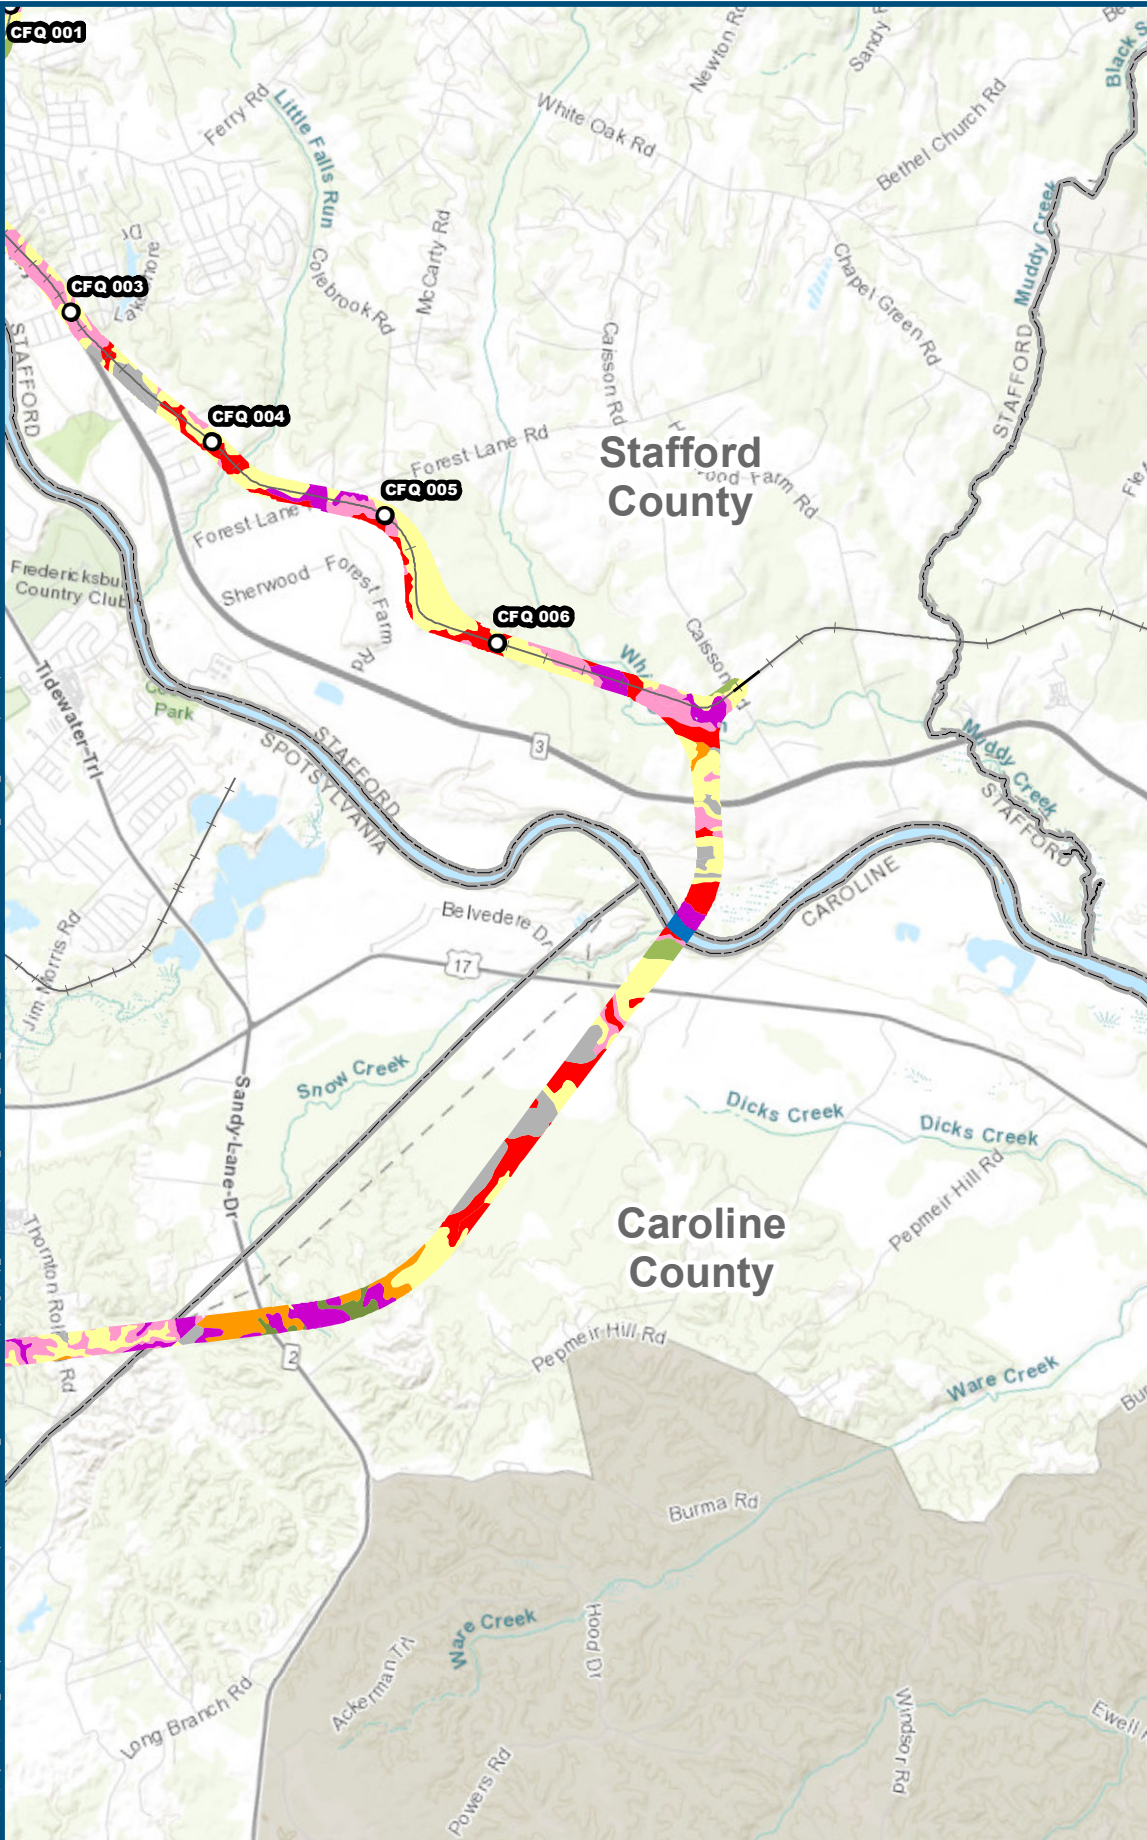 CFQ 001
Newton Rd
Sandy R
Black S
Ferry Rd
Little Falls Run
White Oak Rd
Bethel Church Rd
Muddy Creek
McCarty Rd
Colebrook Rd
Chapel Green Rd
CFQ 003
STAFFORD
Caisson Rd
STAFFORD
CFQ 004
Forest Lane Rd
Stafford
County
CFQ 005
Forest Lane
Fredericksbu
Country Club
Sherwood
Forest Farm
Rd
CFQ 006
Caisson
Whi
Tidewater-Trl
Park
STAFFORD
SPOTSYLVANIA
3
Muddy Creek
STAFFORD
CAROLINE
Belvedere D
17
Jim Morris Rd
Snow Creek
Sandy-Lane-Dr
Dicks Creek
Dicks Creek
Pepmeir Hill Rd
Caroline
County
Thornton Rol
Rd
2
Pepmeir Hill Rd
Ware Creek
Burma Rd
Ware Creek
Hood Dr
Ackerman Trl
Long Branch Rd
Windsor Rd
Ewell
Powers Rd